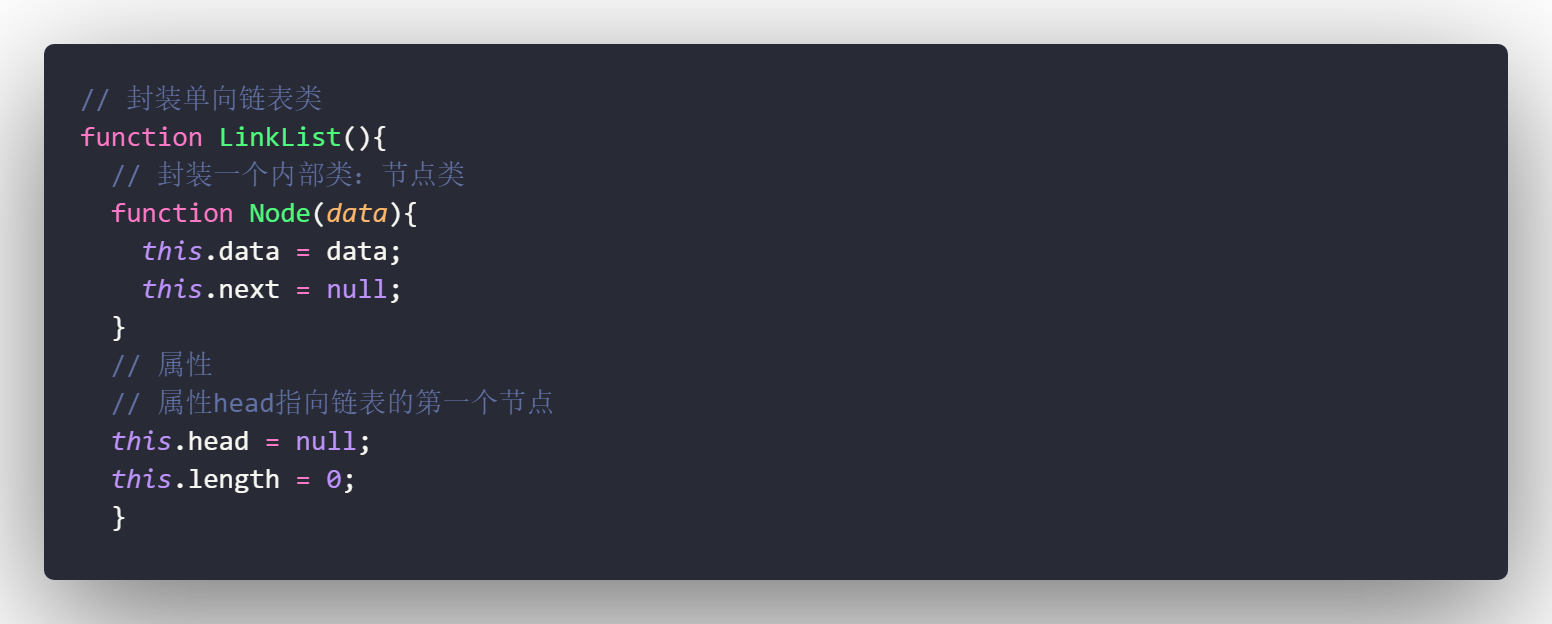 // 封装单向链表类
function LinkList(){
  // 封装一个内部类：节点类
  function Node(data){
    this.data = data;
    this.next = null;
  }
  // 属性
  // 属性head指向链表的第一个节点
  this.head = null;
  this.length = 0;
  }